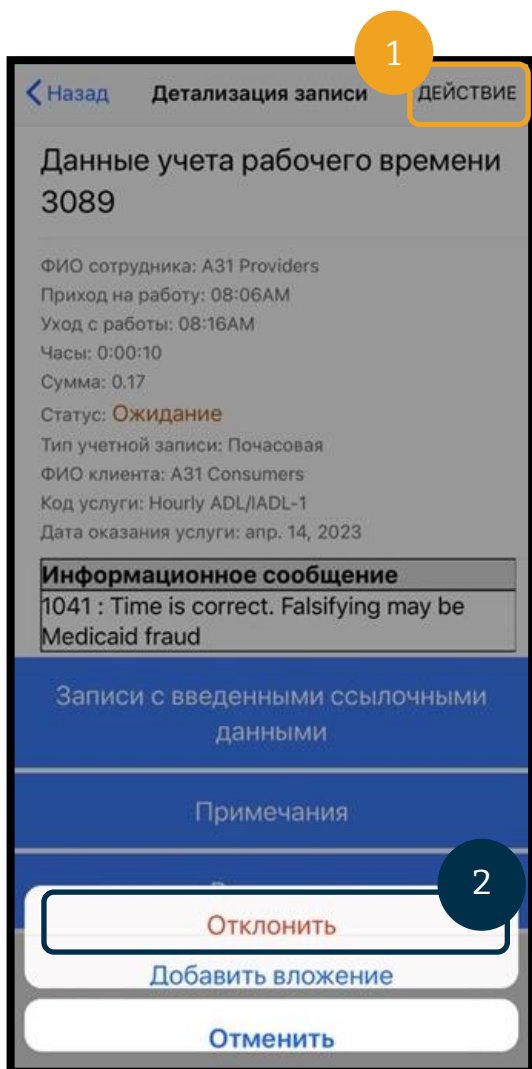 1
Назад Детализация записи ДЕЙСТВИЕ
Данные учета рабочего времени
3089
ФИО сотрудника: A31 Providers
Приход на работу: 08:06AM
Уход с работы: 08:16AM
Часы: 0:00:10
Сумма: 0.17
Статус: Ожидание
Тип учетной записи: Почасовая
ФИО клиента: A31 Consumers
Код услуги: Hourly ADL/IADL-1
Дата оказания услуги: апр. 14, 2023
Информационное сообщение
1041 : Time is correct. Falsifying may be
Medicaid fraud
Записи с введенными ссылочными
данными
Примечания
2
Отклонить
Добавить вложение
Отменить